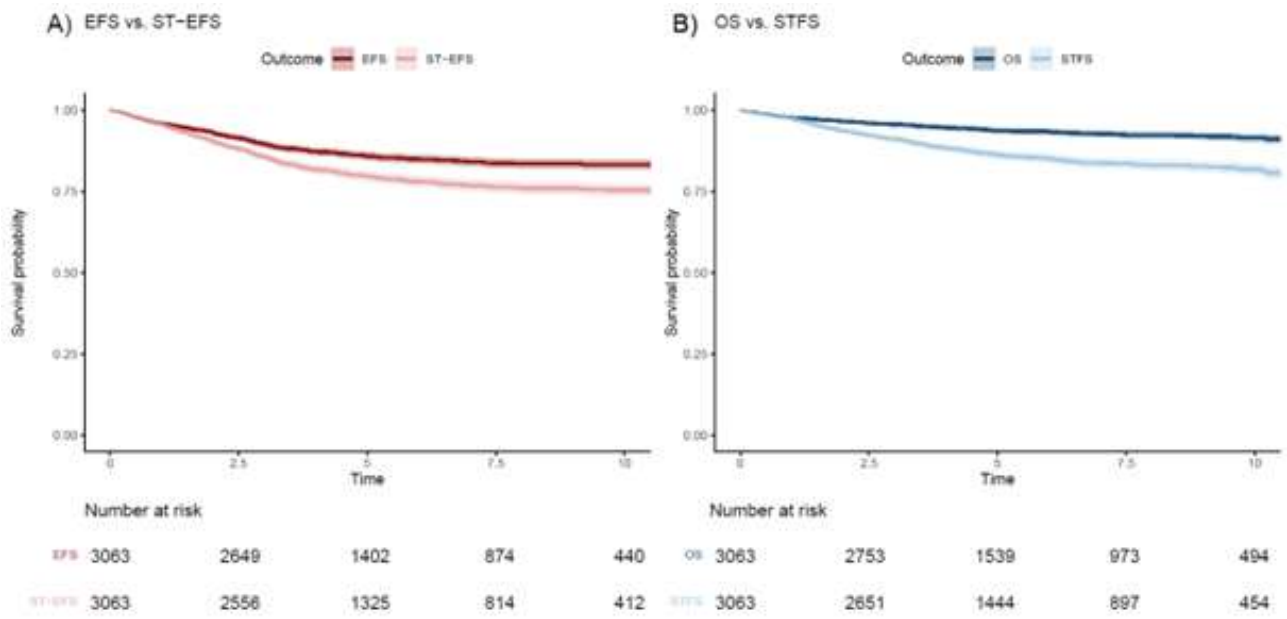 A) EFS vs. ST-EFS
Outcome EFS ST-EFS
1.00
0.75
0.50
0.25
0.00
Survival probability
0 2.5 5 7.5 10
Time
Number at risk
EFS 3063 2649 1402 874 440
ST-EFS 3063 2556 1325 814 412
B) OS vs. STFS
Outcome OS STFS
1.00
0.75
0.50
0.25
0.00
Survival probability
0 2.5 5 7.5 10
Time
Number at risk
OS 3063 2753 1539 973 494
STFS 3063 2651 1444 897 454